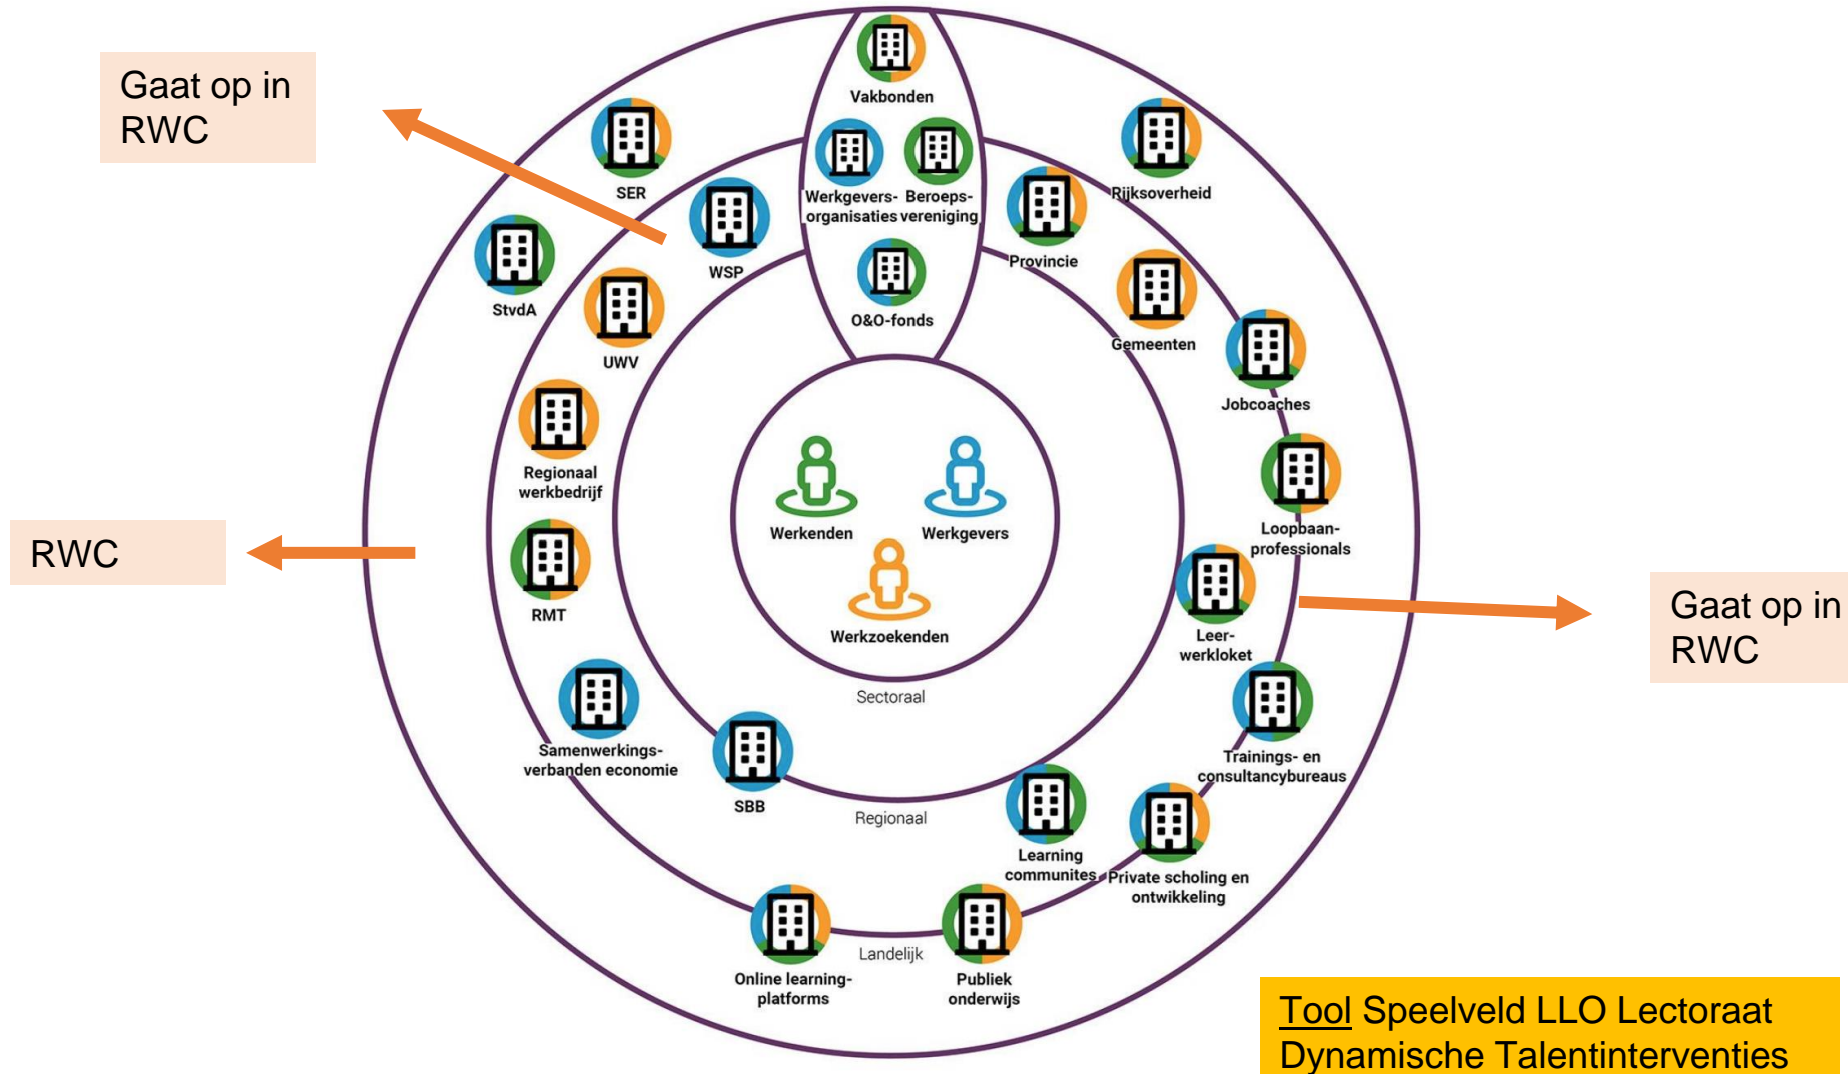 Vakbonden
Gaat op in
RWC
SER
Rijksoverheid
Werkgevers-
organisaties
Beroeps-
vereniging
WSP
Provincie
StvdA
O&O-fonds
UWV
Gemeenten
Jobcoaches
Regionaal
werkbedrijf
Werkenden
Werkgevers
Loopbaan-
professionals
RWC
RMT
Werkzoekenden
Leer-
werkloket
Gaat op in
RWC
Sectoraal
Samenwerkings-
verbanden economie
Trainings- en
consultancybureaus
SBB
Regionaal
Learning
communites
Private scholing en
ontwikkeling
Landelijk
Online learning-
platforms
Publiek
onderwijs
Tool Speelveld LLO Lectoraat
Dynamische Talentinterventies